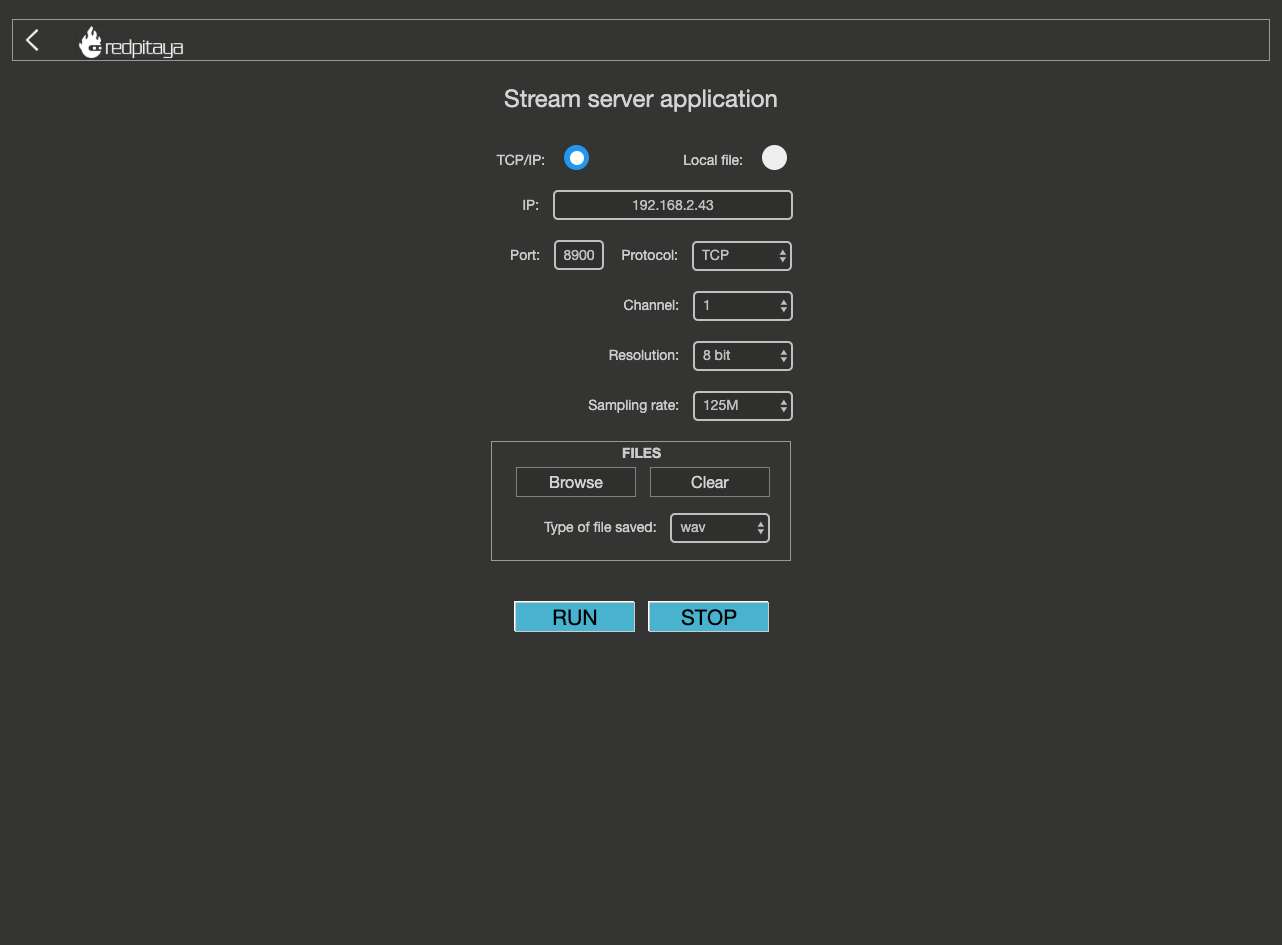 redpitaya
Stream server application
TCP/IP: Local file:
IP: 192.168.2.43
Port: 8900 Protocol: TCP
Channel: 1
Resolution: 8 bit
Sampling rate: 125M
FILES
Browse Clear
Type of file saved: wav
RUN STOP